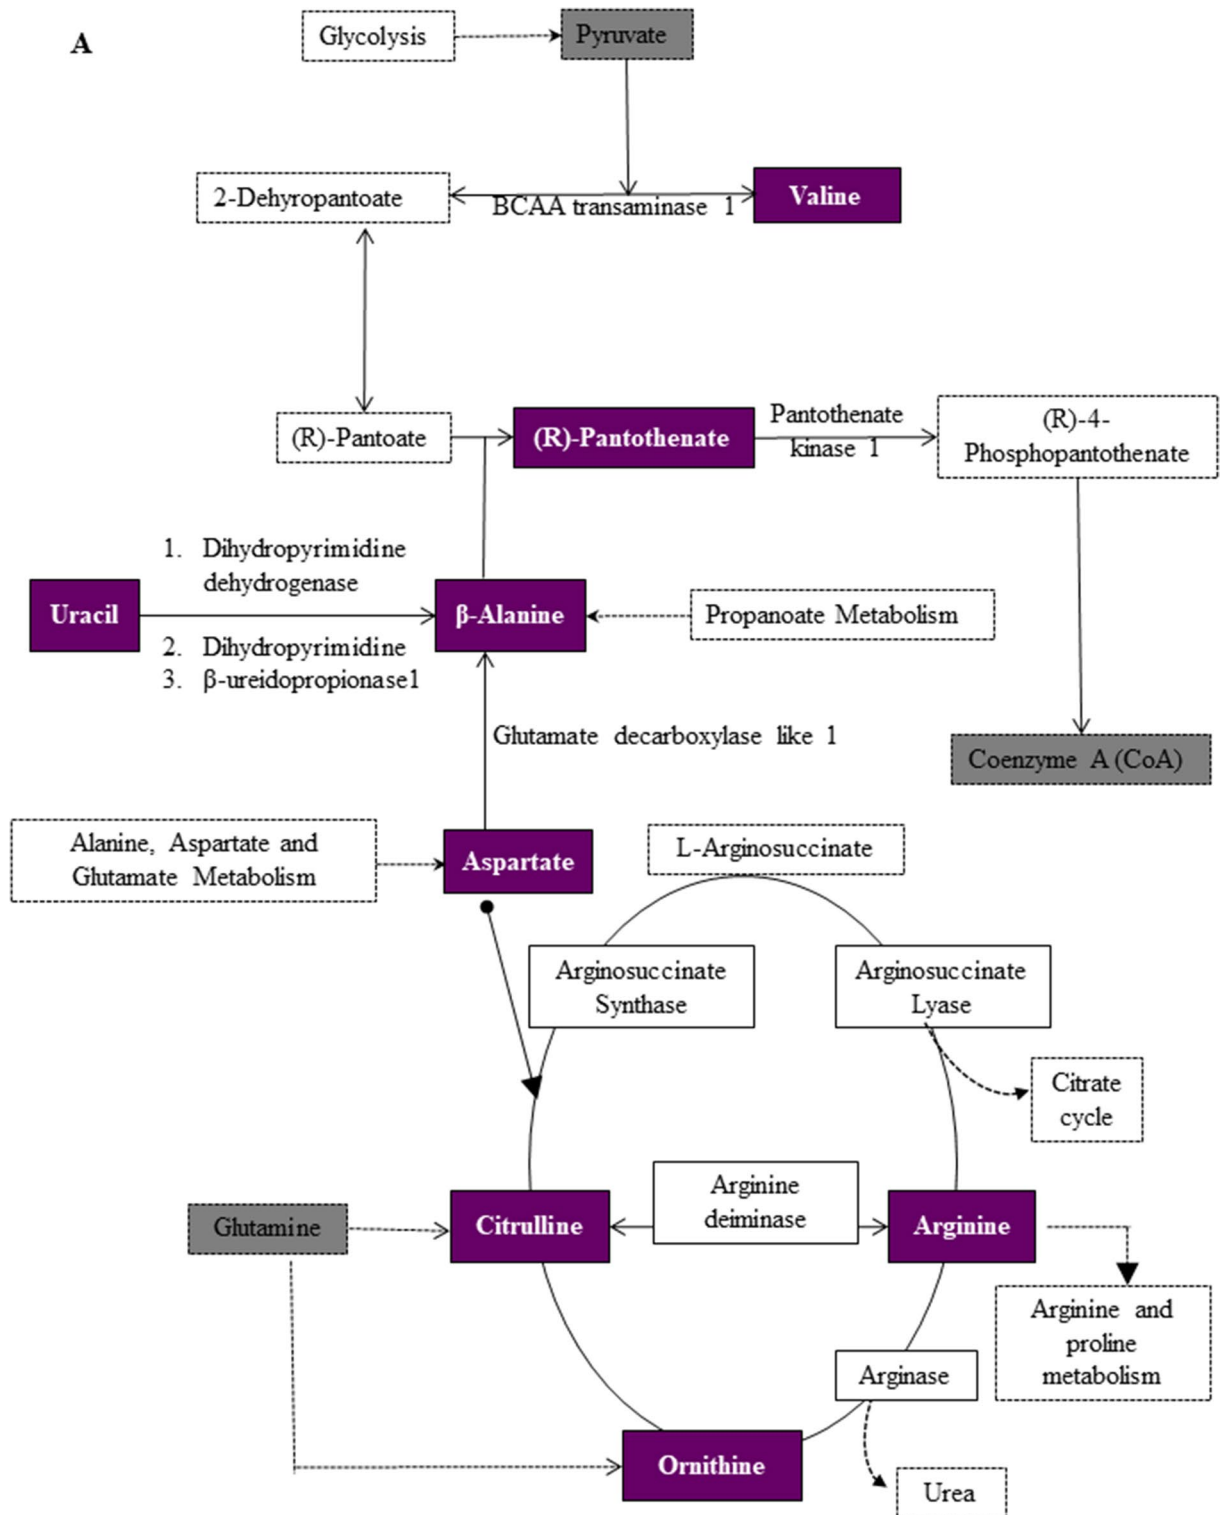 A
Glycolysis
Pyruvate
2-Dehyropantoate
BCAA transaminase 1
Valine
(R)-Pantoate
(R)-Pantothenate
Pantothenate
kinase 1
(R)-4-
Phosphopantothenate
1. Dihydropyrimidine
dehydrogenase
Uracil
β-Alanine
Propanoate Metabolism
2. Dihydropyrimidine
3. β-ureidopropionase1
Glutamate decarboxylase like 1
Coenzyme A (CoA)
Alanine, Aspartate and
Glutamate Metabolism
Aspartate
L-Arginosuccinate
Arginosuccinate
Synthase
Arginosuccinate
Lyase
Citrate
cycle
Arginine
deiminase
Glutamine
Citrulline
Arginine
Arginine and
proline
metabolism
Arginase
Ornithine
Urea